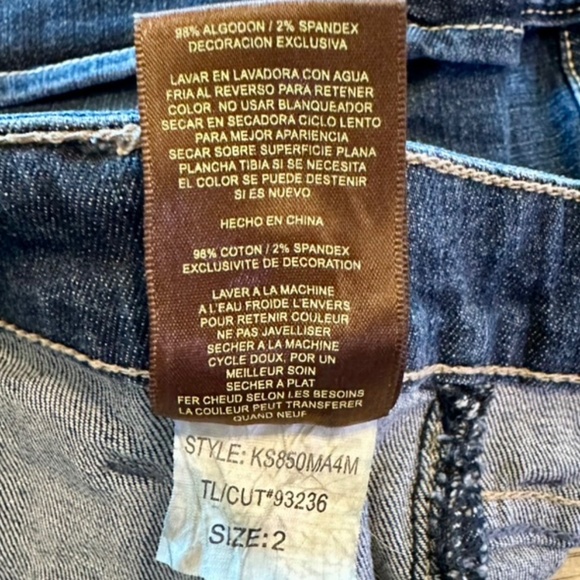 98% ALGODON / 2% SPANDEX
DECORACION EXCLUSIVA
LAVAR EN LAVADORA CON AGUA
FRIA AL REVERSO PARA RETENER
COLOR. NO USAR BLANQUEADOR
SECAR EN SECADORA CICLO LENTO
PARA MEJOR APARIENCIA
SECAR SOBRE SUPERFICIE PLANA
PLANCHA TIBIA SI SE NECESITA
EL COLOR SE PUEDE DESTENIR
SI ES NUEVO
HECHO EN CHINA
98% COTON / 2% SPANDEX
EXCLUSIVITE DE DECORATION
LAVER A LA MACHINE
A L'EAU FROIDE L'ENVERS
POUR RETENIR COULEUR
NE PAS JAVELLISER
SECHER A LA MACHINE
CYCLE DOUX, POR UN
MEILLEUR SOIN
SECHER A PLAT
FER CHEUD SELON LES BESOINS
LA COULEUR PEUT TRANSFERER
QUAND NEUF
STYLE: KS850MA4M
TL/CUT#93236
SIZE: 2